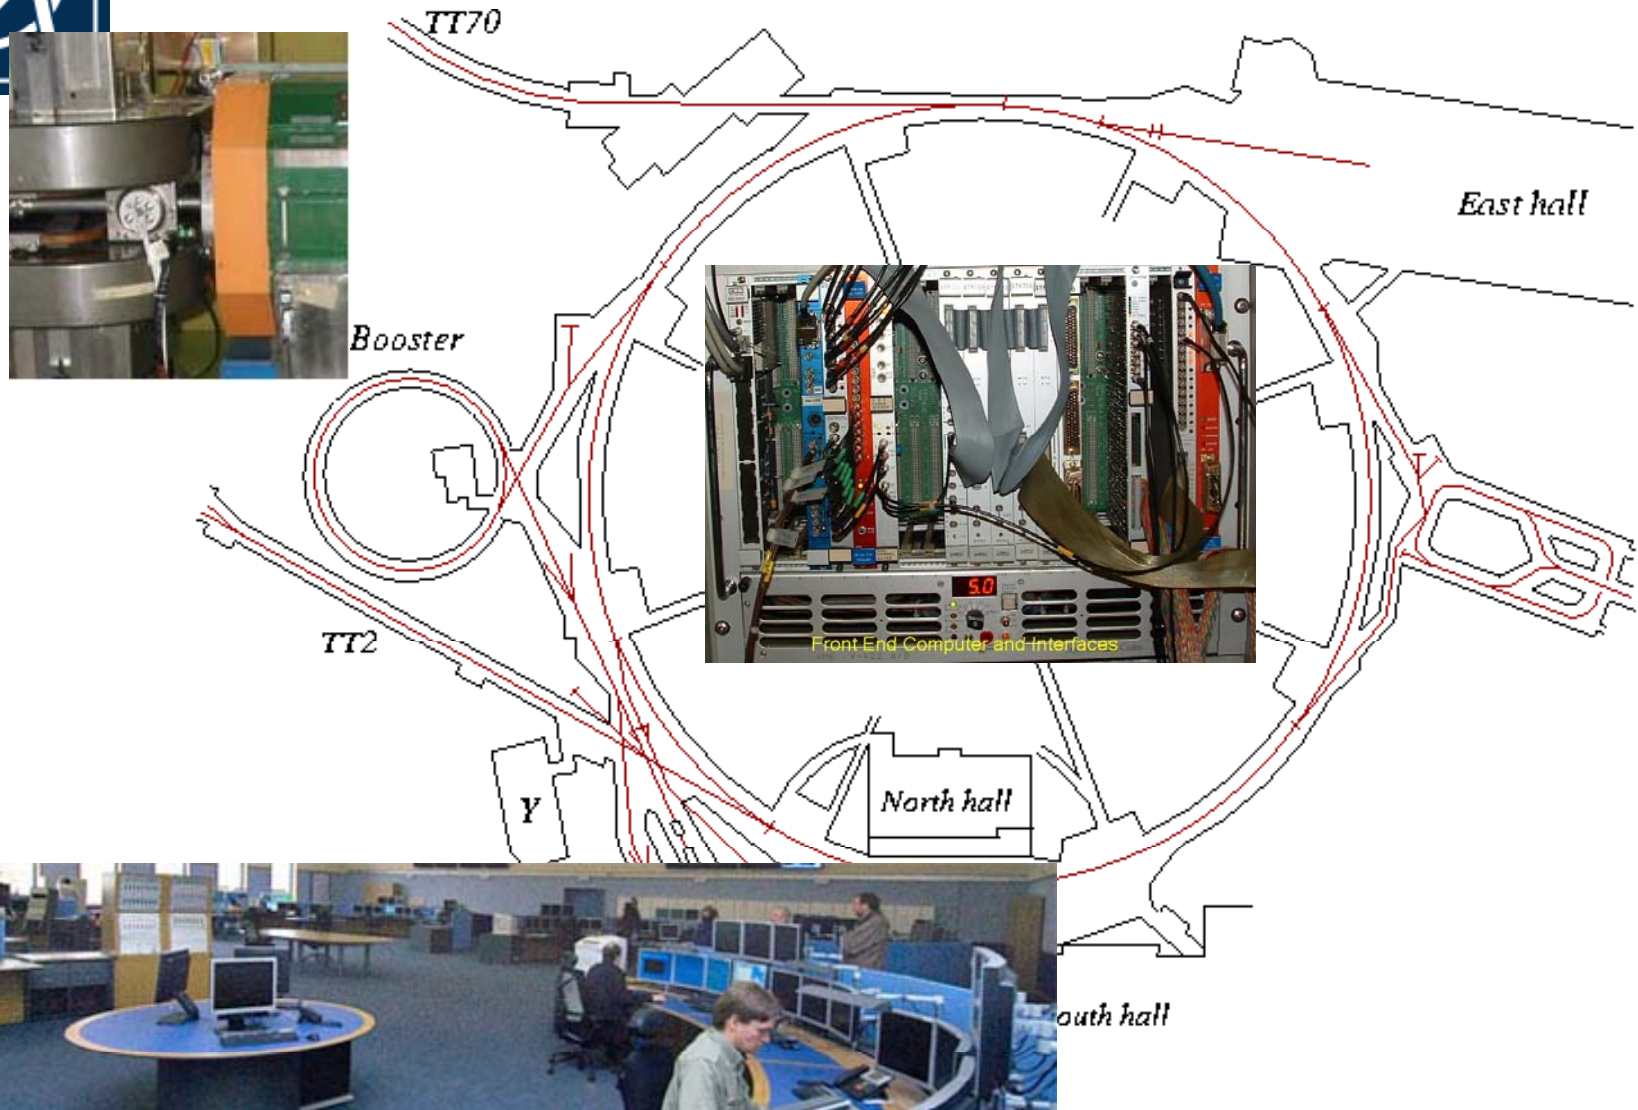 TT70
East hall
Booster
5.0
Front End Computer and Interfaces
TT2
Y
North hall
outh hall